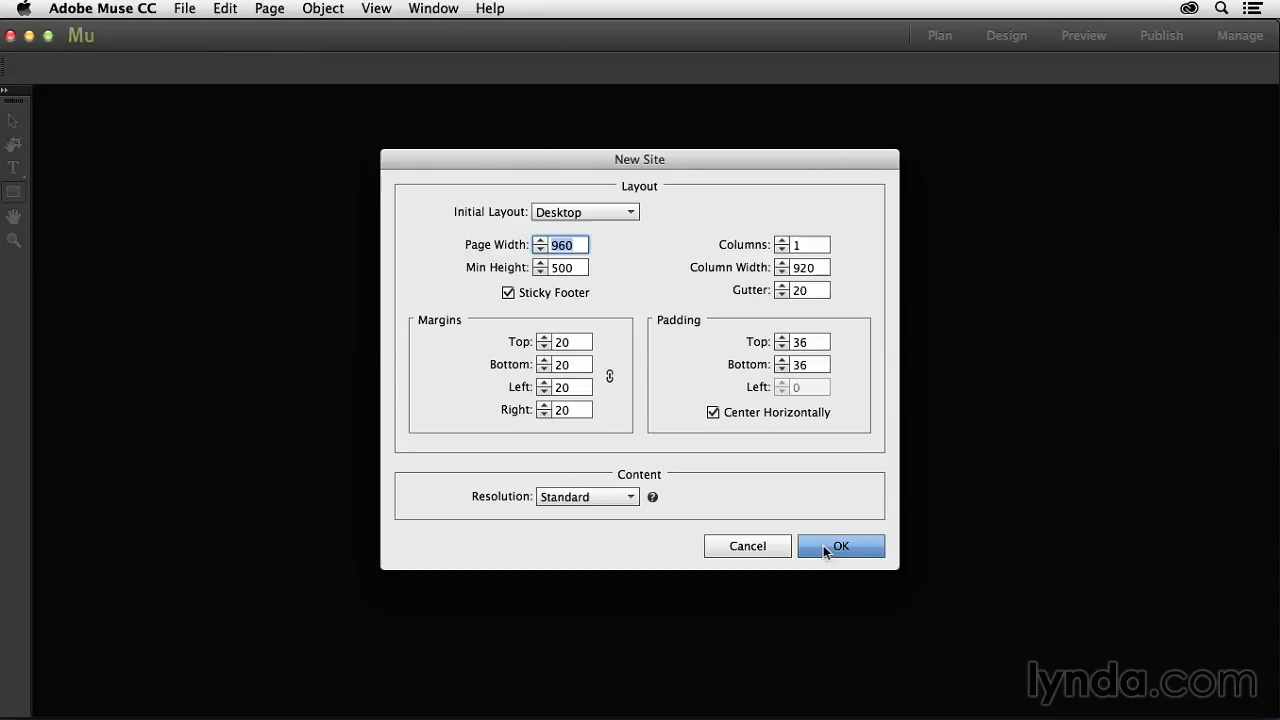 Adobe Muse CC File Edit Page Object View Window Help
Mu Plan Design Preview Publish Manage
New Site
Layout
Initial Layout: Desktop
Page Width: 960 Columns: 1
Min Height: 500 Column Width: 920
Sticky Footer Gutter: 20
Margins Padding
Top: 20 Top: 36
Bottom: 20 Bottom: 36
Left: 20 Left: 0
Right: 20 Center Horizontally
Content
Resolution: Standard ?
Cancel OK
T
lynda.com